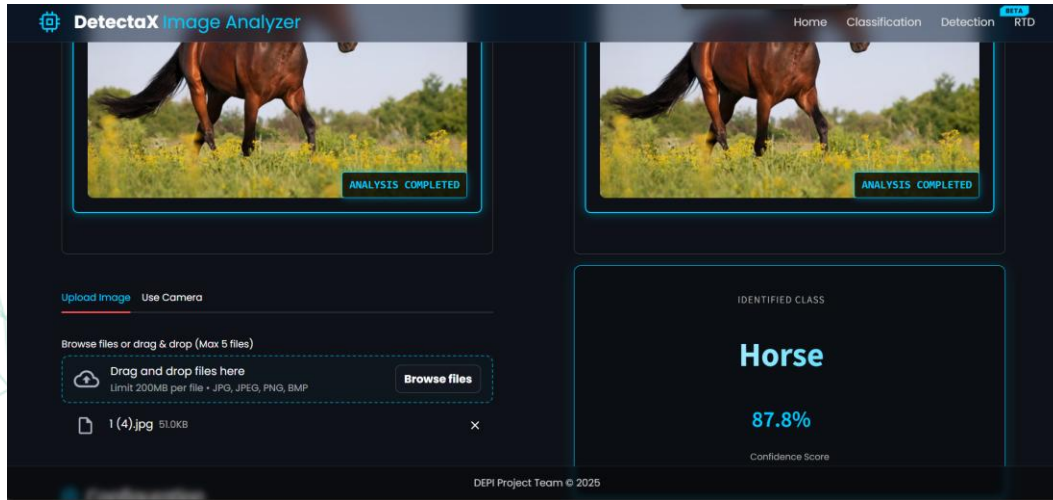 DetectaX Image Analyzer
Home Classification Detection RTD
BETA
ANALYSIS COMPLETED
ANALYSIS COMPLETED
Upload Image Use Camera
Browse files or drag & drop (Max 5 files)
Drag and drop files here
Limit 200MB per file • JPG, JPEG, PNG, BMP
Browse files
1 (4).jpg 51.0KB
IDENTIFIED CLASS
Horse
87.8%
Confidence Score
DEPI Project Team © 2025